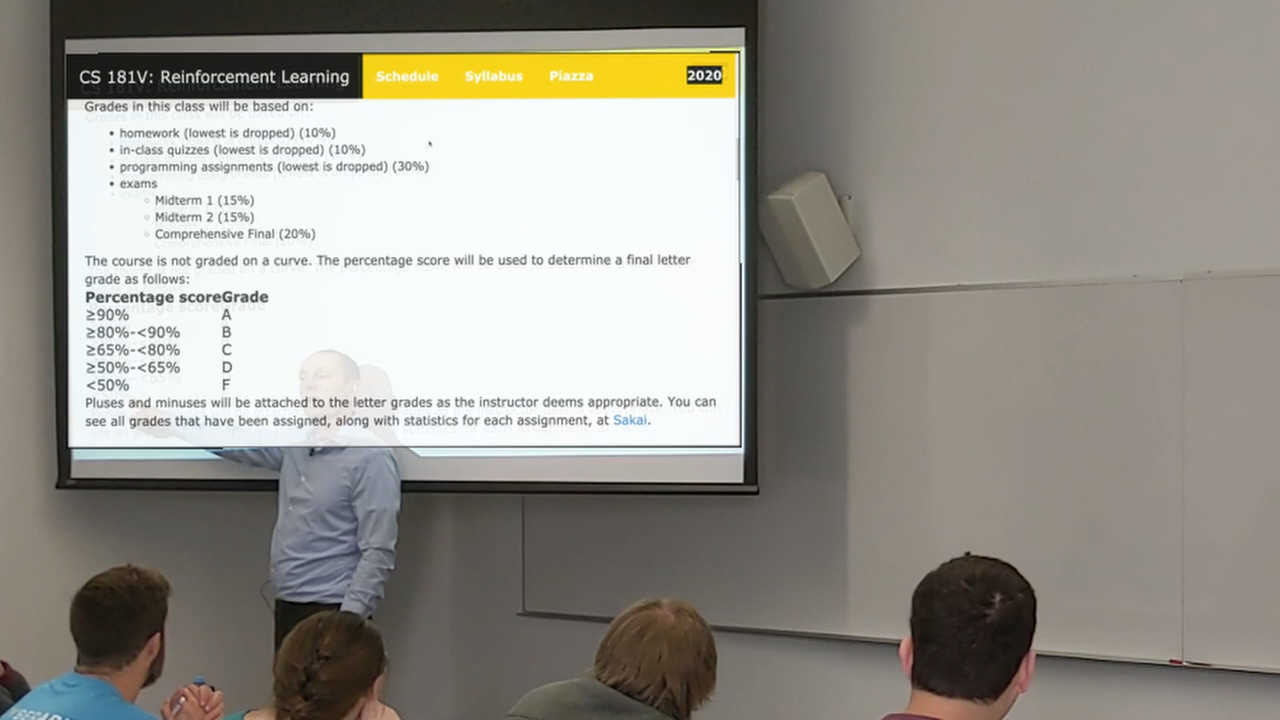 CS 181V: Reinforcement Learning Schedule Syllabus Piazza 2020
Grades in this class will be based on:
• homework (lowest is dropped) (10%)
• in-class quizzes (lowest is dropped) (10%)
• programming assignments (lowest is dropped) (30%)
• exams
◦ Midterm 1 (15%)
◦ Midterm 2 (15%)
◦ Comprehensive Final (20%)
The course is not graded on a curve. The percentage score will be used to determine a final letter
grade as follows:
Percentage scoreGrade
≥90% A
≥80%-<90% B
≥65%-<80% C
≥50%-<65% D
<50% F
Pluses and minuses will be attached to the letter grades as the instructor deems appropriate. You can
see all grades that have been assigned, along with statistics for each assignment, at Sakai.